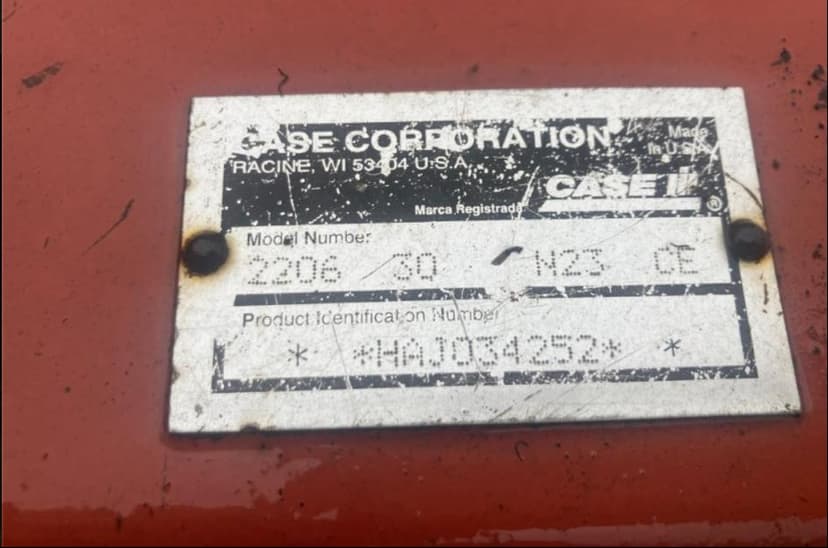 CASE CORPORATION
Made
In U.S.A.
RACINE, WI 53404 U.S.A.
CASE IH ®
Marca Registrada
Model Number
2206 30 N23 CE
Product Identification Number
* *HAJ034252* *